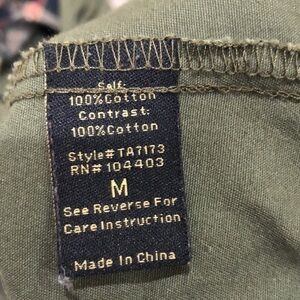 Self:
100%Cotton
Contrast:
100%Cotton
Style#TA7173
RN#104403
M
See Reverse For
Care Instruction
Made In China